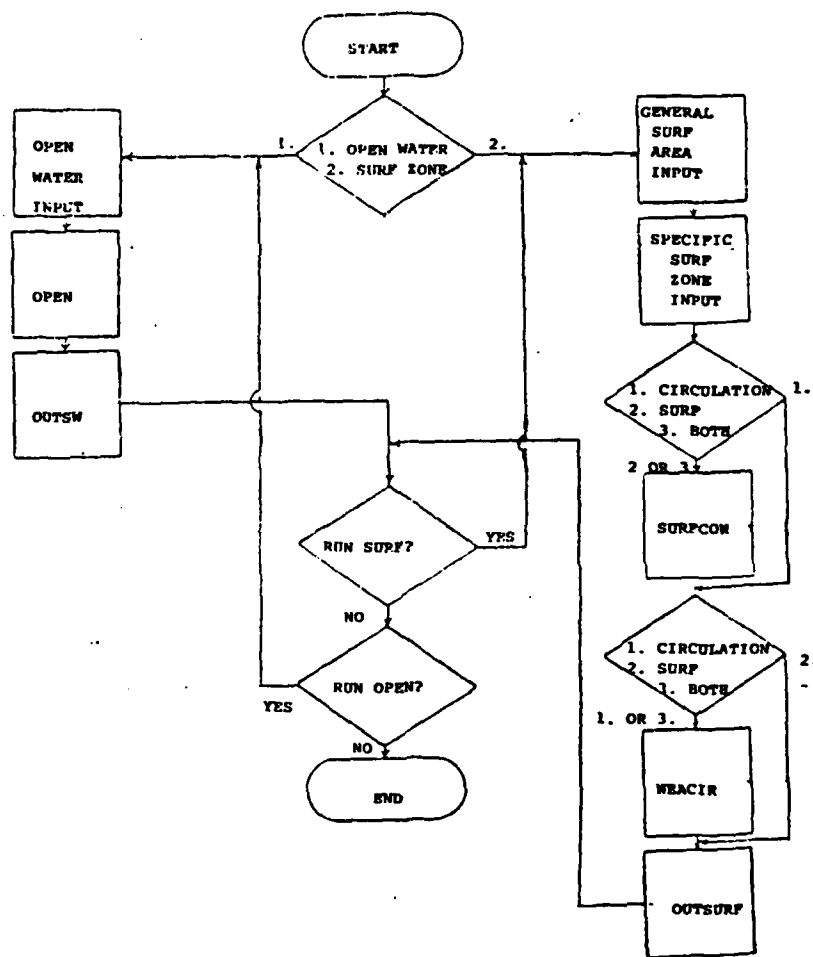 START
1. OPEN WATER
2. SURF ZONE
1.
2.
OPEN
WATER
INPUT
OPEN
OUTSW
GENERAL
SURF
AREA
INPUT
SPECIFIC
SURF
ZONE
INPUT
1. CIRCULATION
2. SURF
3. BOTH
1.
2 OR 3
SURFCON
1. CIRCULATION
2. SURF
3. BOTH
2.
1. OR 3.
WEACIR
OUTSURF
RUN SURF?
YES
NO
RUN OPEN?
YES
NO
END